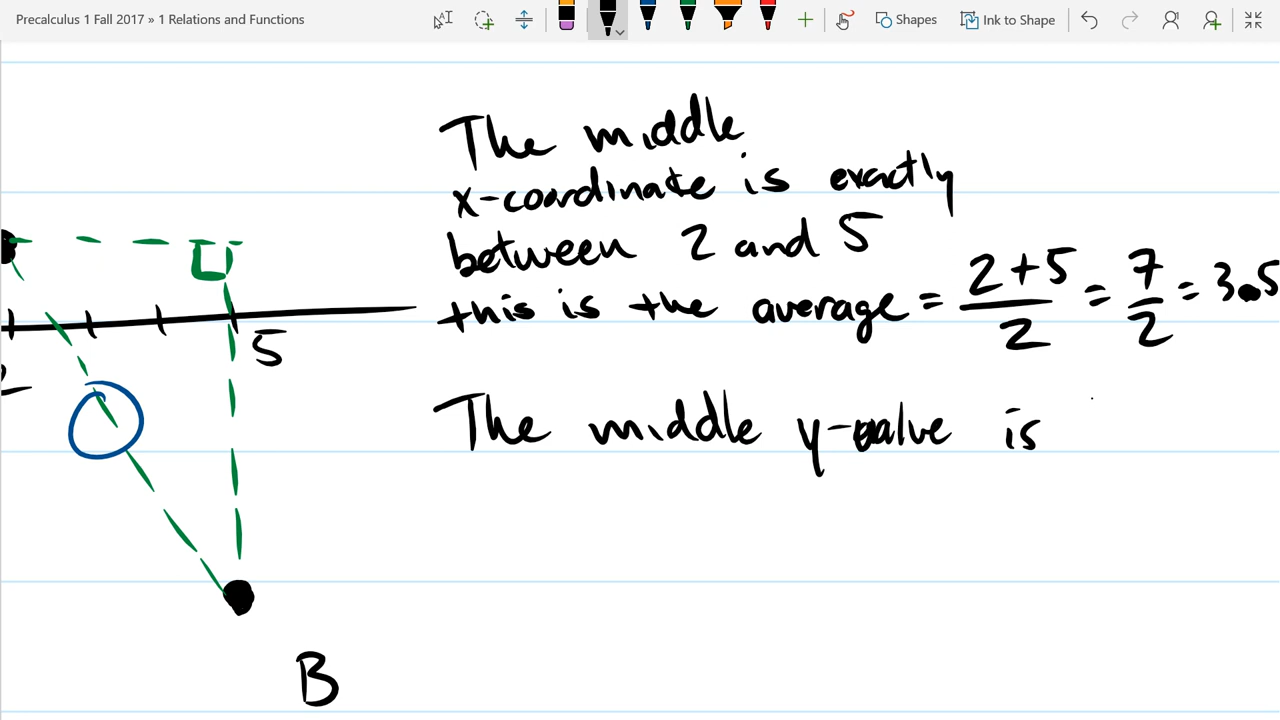 Precalculus 1 Fall 2017 » 1 Relations and Functions
Shapes
Ink to Shape
The middle
x-coordinate is exactly
between 2 and 5
this is the average = 2+5/2 = 7/2 = 3.5
5
The middle y-value is
B